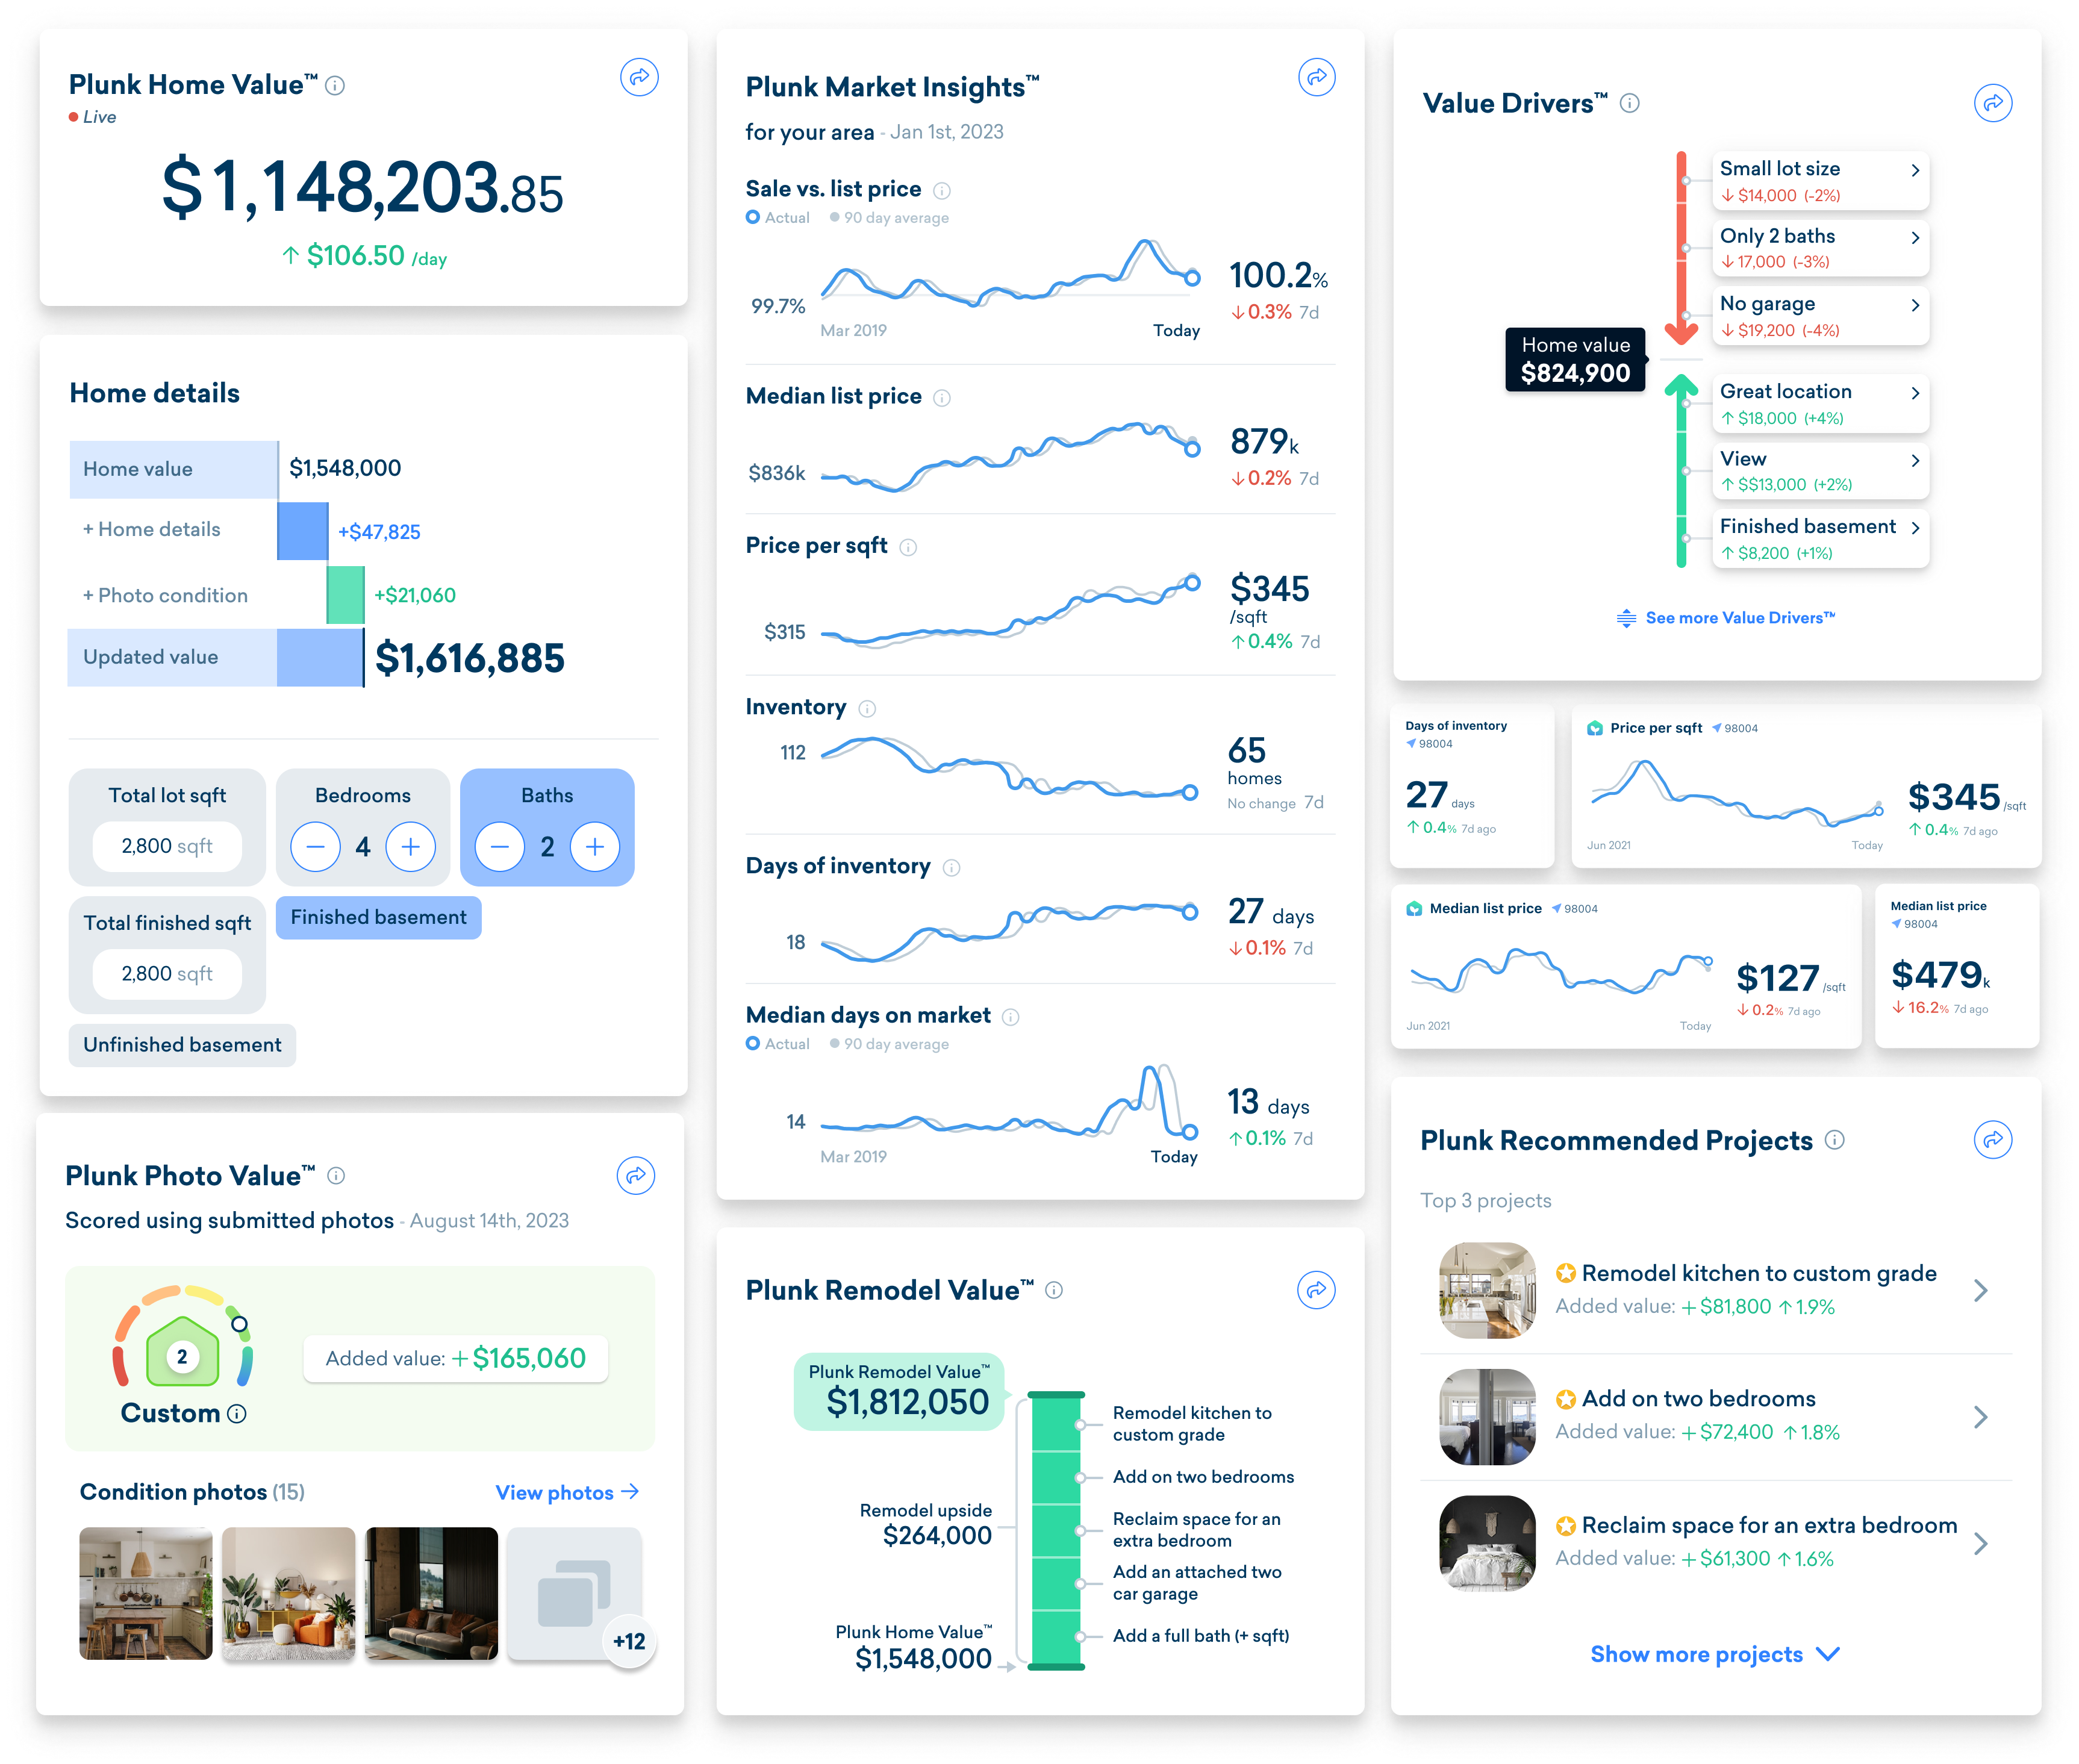 Plunk Home Value™
Live
$1,148,203.85
↑ $106.50 /day
Home details
Home value
$1,548,000
+ Home details
+$47,825
+ Photo condition
+$21,060
Updated value
$1,616,885
Total lot sqft
2,800 sqft
Bedrooms
− 4 +
Baths
− 2 +
Total finished sqft
2,800 sqft
Finished basement
Unfinished basement
Plunk Photo Value™
Scored using submitted photos - August 14th, 2023
2
Custom
Added value: +$165,060
Condition photos (15)
View photos →
+12
Plunk Market Insights™
for your area - Jan 1st, 2023
Sale vs. list price
Actual 90 day average
99.7%
Mar 2019
Today
100.2%
↓0.3% 7d
Median list price
$836k
879k
↓0.2% 7d
Price per sqft
$315
$345
/sqft
↑0.4% 7d
Inventory
112
65
homes
No change 7d
Days of inventory
18
27 days
↓0.1% 7d
Median days on market
Actual 90 day average
14
Mar 2019
Today
13 days
↑0.1% 7d
Plunk Remodel Value™
Plunk Remodel Value™
$1,812,050
Remodel upside
$264,000
Plunk Home Value™
$1,548,000
Remodel kitchen to
custom grade
Add on two bedrooms
Reclaim space for an
extra bedroom
Add an attached two
car garage
Add a full bath (+ sqft)
Value Drivers™
Small lot size
↓ $14,000 (-2%)
Only 2 baths
↓ 17,000 (-3%)
No garage
↓ $19,200 (-4%)
Home value
$824,900
Great location
↑ $18,000 (+4%)
View
↑ $$13,000 (+2%)
Finished basement
↑ $8,200 (+1%)
See more Value Drivers™
Days of inventory
98004
27 days
↑ 0.4% 7d ago
Price per sqft 98004
Jun 2021
Today
$345 /sqft
↑ 0.4% 7d ago
Median list price 98004
Jun 2021
Today
$127 /sqft
↓ 0.2% 7d ago
Median list price
98004
$479k
↓ 16.2% 7d ago
Plunk Recommended Projects
Top 3 projects
Remodel kitchen to custom grade
Added value: +$81,800 ↑1.9%
Add on two bedrooms
Added value: +$72,400 ↑1.8%
Reclaim space for an extra bedroom
Added value: +$61,300 ↑1.6%
Show more projects